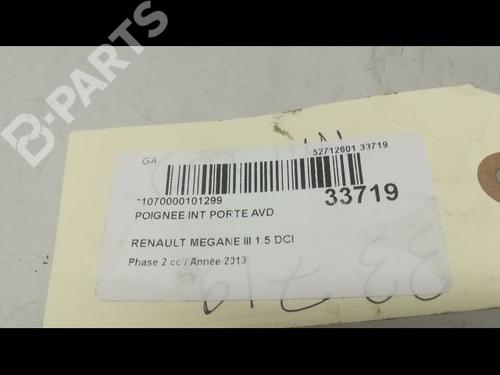 B-PARTS
GA
52712601 33719
*1070000101299
33719
POIGNEE INT PORTE AVD
RENAULT MEGANE III 1.5 DCI
Phase 2 cc / Année 2013
33719